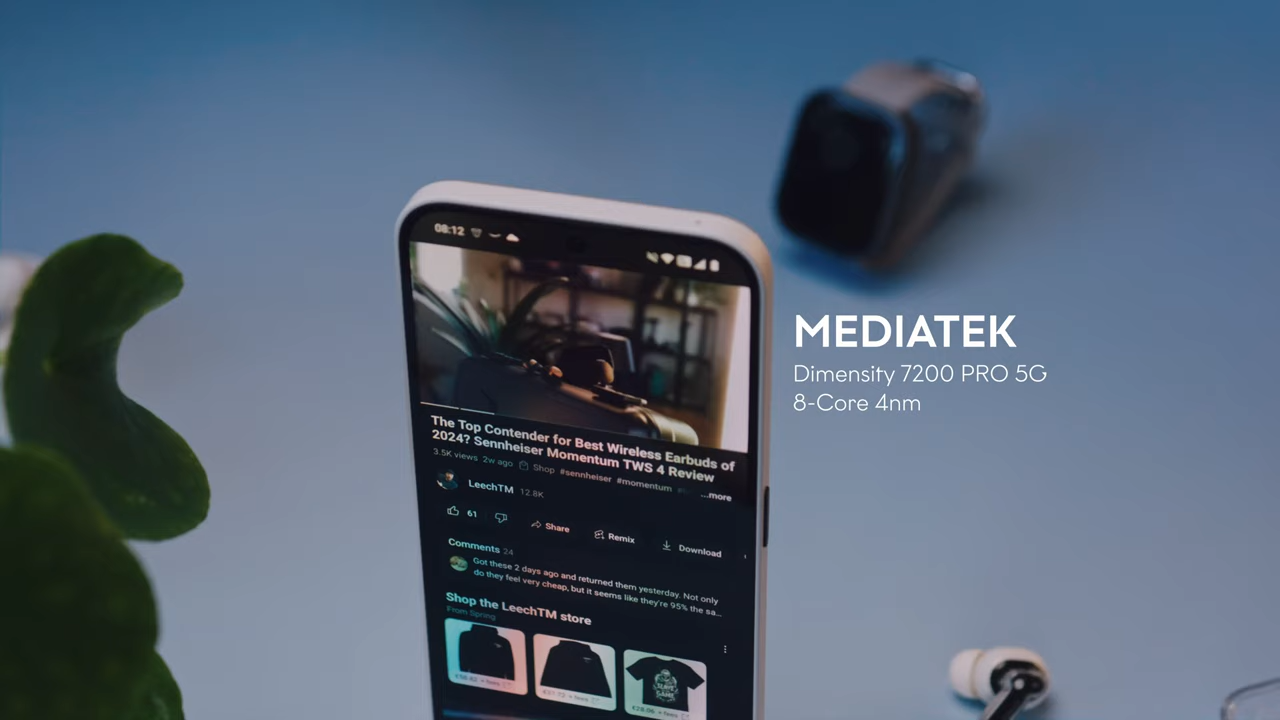 08:12
The Top Contender for Best Wireless Earbuds of
2024? Sennheiser Momentum TWS 4 Review
3.5K views 2w ago Shop #sennheiser #momentum ...more
LeechTM 12.8K
61 Share Remix Download
Comments 24
Got these 2 days ago and returned them yesterday. Not only
do they feel very cheap, but it seems like they're 95% the sa...
Shop the LeechTM store
From Spring
MEDIATEK
Dimensity 7200 PRO 5G
8-Core 4nm